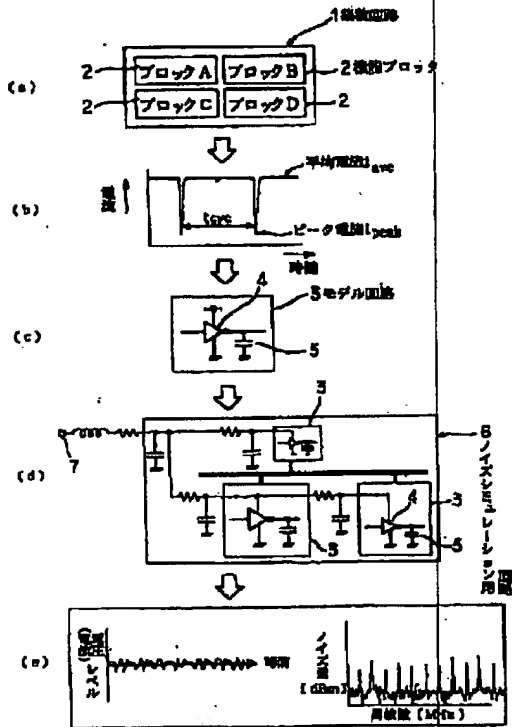 1 集積回路
(a)
2 ブロックA ブロックB 2 機能ブロック
2 ブロックC ブロックD 2
平均電流Iave
(b)
電流
tcyc
ピーク電流Ipeak
時間
4
3 モデル回路
(c)
5
3
7
(d)
6 ノイズシミュレーション用回路
3
4
5
3
(e)
レベル
時間
ノイズ量
[dBm]
周波数 [MHz]